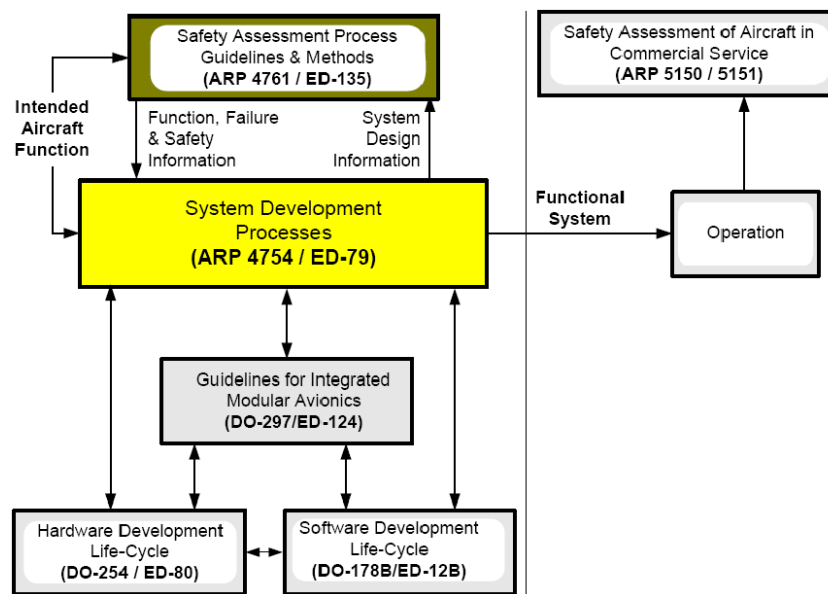 Safety Assessment Process
Guidelines & Methods
(ARP 4761 / ED-135)
Safety Assessment of Aircraft in
Commercial Service
(ARP 5150 / 5151)
Intended
Aircraft
Function
Function, Failure
& Safety
Information
System
Design
Information
System Development
Processes
(ARP 4754 / ED-79)
Functional
System
Operation
Guidelines for Integrated
Modular Avionics
(DO-297/ED-124)
Hardware Development
Life-Cycle
(DO-254 / ED-80)
Software Development
Life-Cycle
(DO-178B/ED-12B)